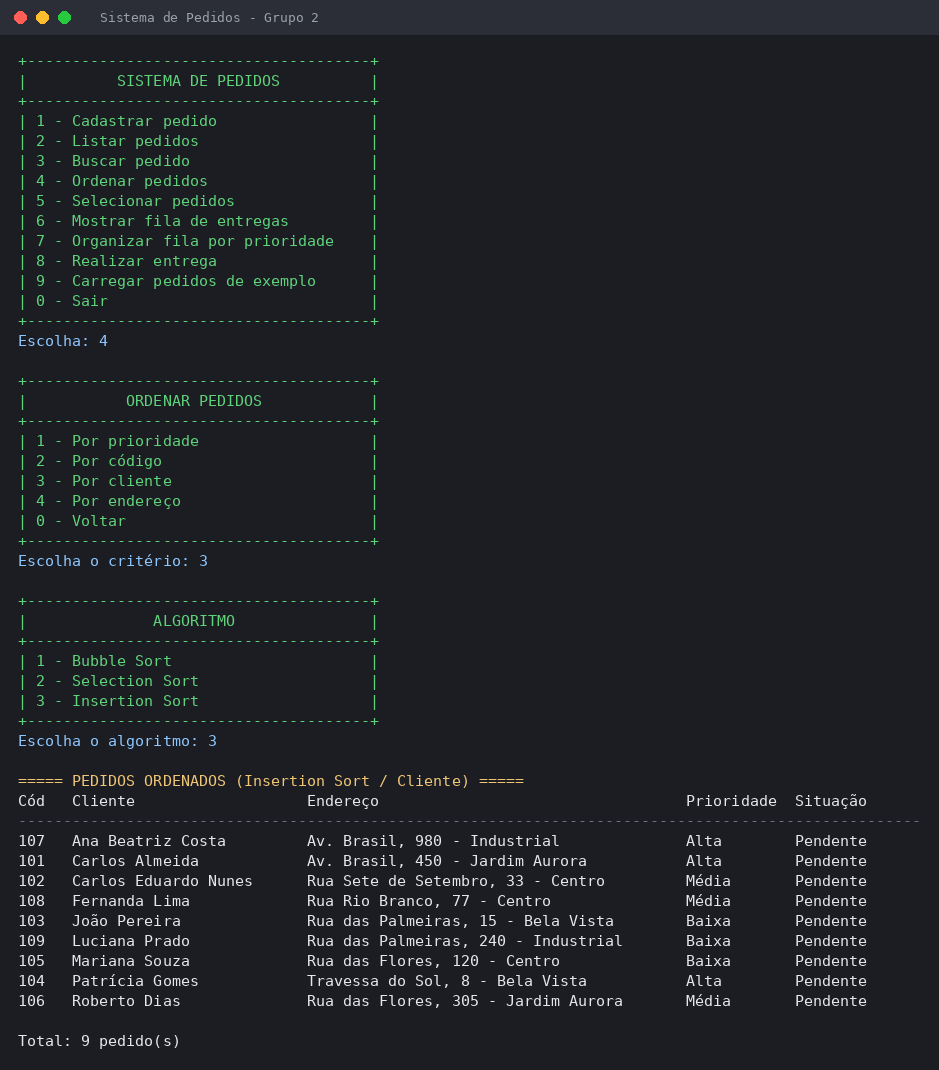 Sistema de Pedidos - Grupo 2
+--------------------------------------+
|          SISTEMA DE PEDIDOS          |
+--------------------------------------+
| 1 - Cadastrar pedido                 |
| 2 - Listar pedidos                   |
| 3 - Buscar pedido                    |
| 4 - Ordenar pedidos                  |
| 5 - Selecionar pedidos               |
| 6 - Mostrar fila de entregas         |
| 7 - Organizar fila por prioridade    |
| 8 - Realizar entrega                 |
| 9 - Carregar pedidos de exemplo      |
| 0 - Sair                             |
+--------------------------------------+
Escolha: 4
+--------------------------------------+
|           ORDENAR PEDIDOS            |
+--------------------------------------+
| 1 - Por prioridade                   |
| 2 - Por código                       |
| 3 - Por cliente                      |
| 4 - Por endereço                     |
| 0 - Voltar                           |
+--------------------------------------+
Escolha o critério: 3
+--------------------------------------+
|              ALGORITMO               |
+--------------------------------------+
| 1 - Bubble Sort                      |
| 2 - Selection Sort                   |
| 3 - Insertion Sort                   |
+--------------------------------------+
Escolha o algoritmo: 3
===== PEDIDOS ORDENADOS (Insertion Sort / Cliente) =====
Cód   Cliente                   Endereço                                  Prioridade  Situação
----------------------------------------------------------------------------------------------------
107   Ana Beatriz Costa         Av. Brasil, 980 - Industrial              Alta        Pendente
101   Carlos Almeida            Av. Brasil, 450 - Jardim Aurora           Alta        Pendente
102   Carlos Eduardo Nunes      Rua Sete de Setembro, 33 - Centro         Média       Pendente
108   Fernanda Lima             Rua Rio Branco, 77 - Centro               Média       Pendente
103   João Pereira              Rua das Palmeiras, 15 - Bela Vista        Baixa       Pendente
109   Luciana Prado             Rua das Palmeiras, 240 - Industrial       Baixa       Pendente
105   Mariana Souza             Rua das Flores, 120 - Centro              Baixa       Pendente
104   Patrícia Gomes            Travessa do Sol, 8 - Bela Vista           Alta        Pendente
106   Roberto Dias              Rua das Flores, 305 - Jardim Aurora       Média       Pendente
Total: 9 pedido(s)